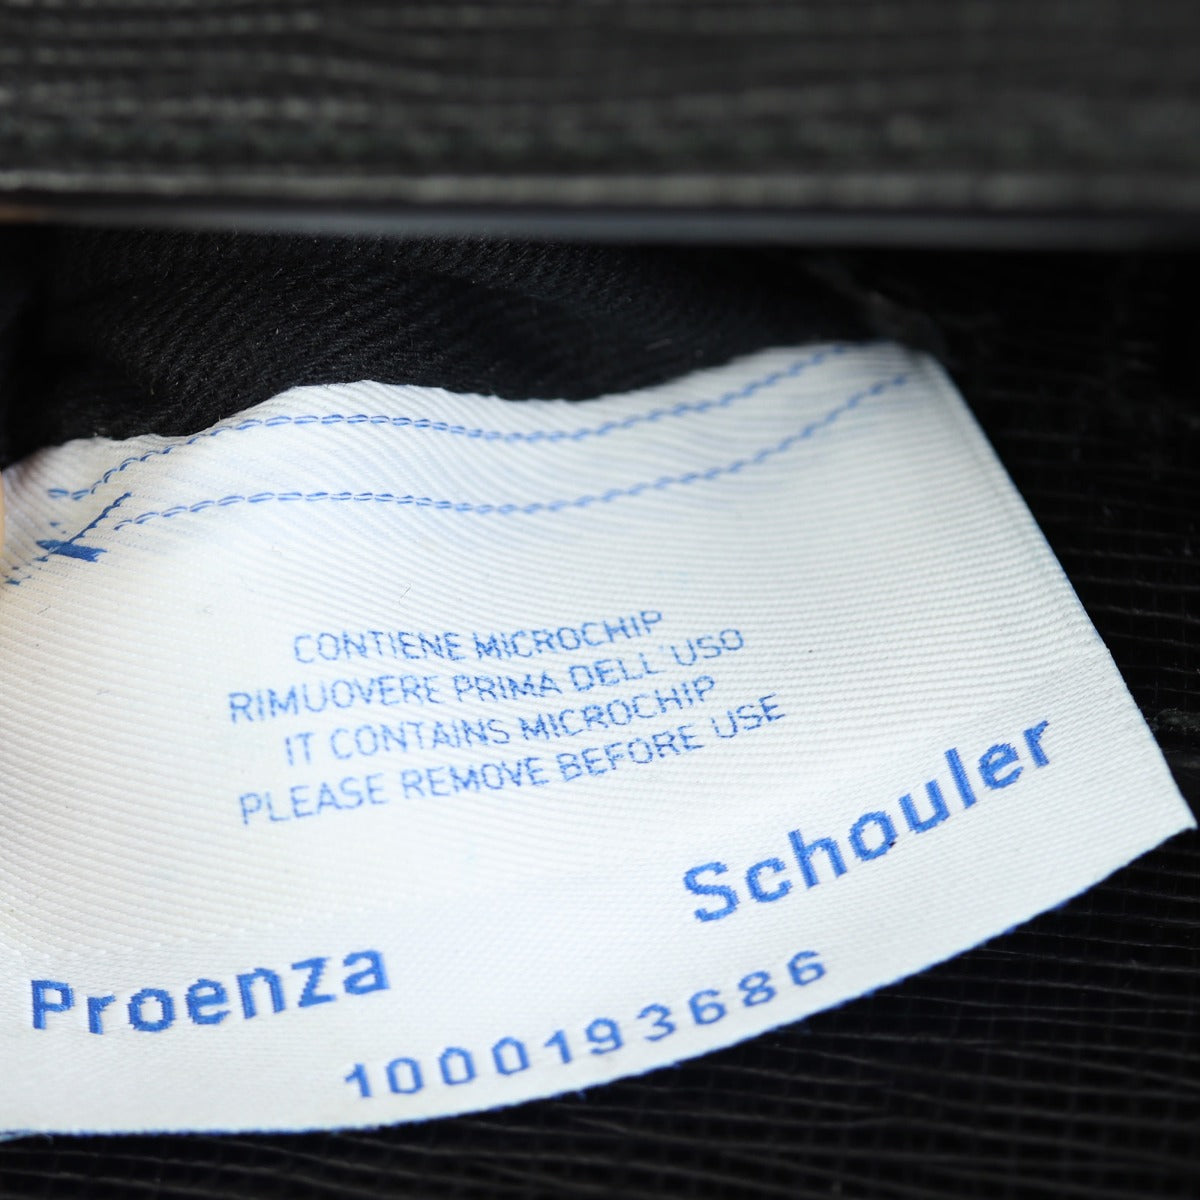 CONTIENE MICROCHIP
RIMUOVERE PRIMA DELL'USO
IT CONTAINS MICROCHIP
PLEASE REMOVE BEFORE USE
Proenza Schouler
1000193686